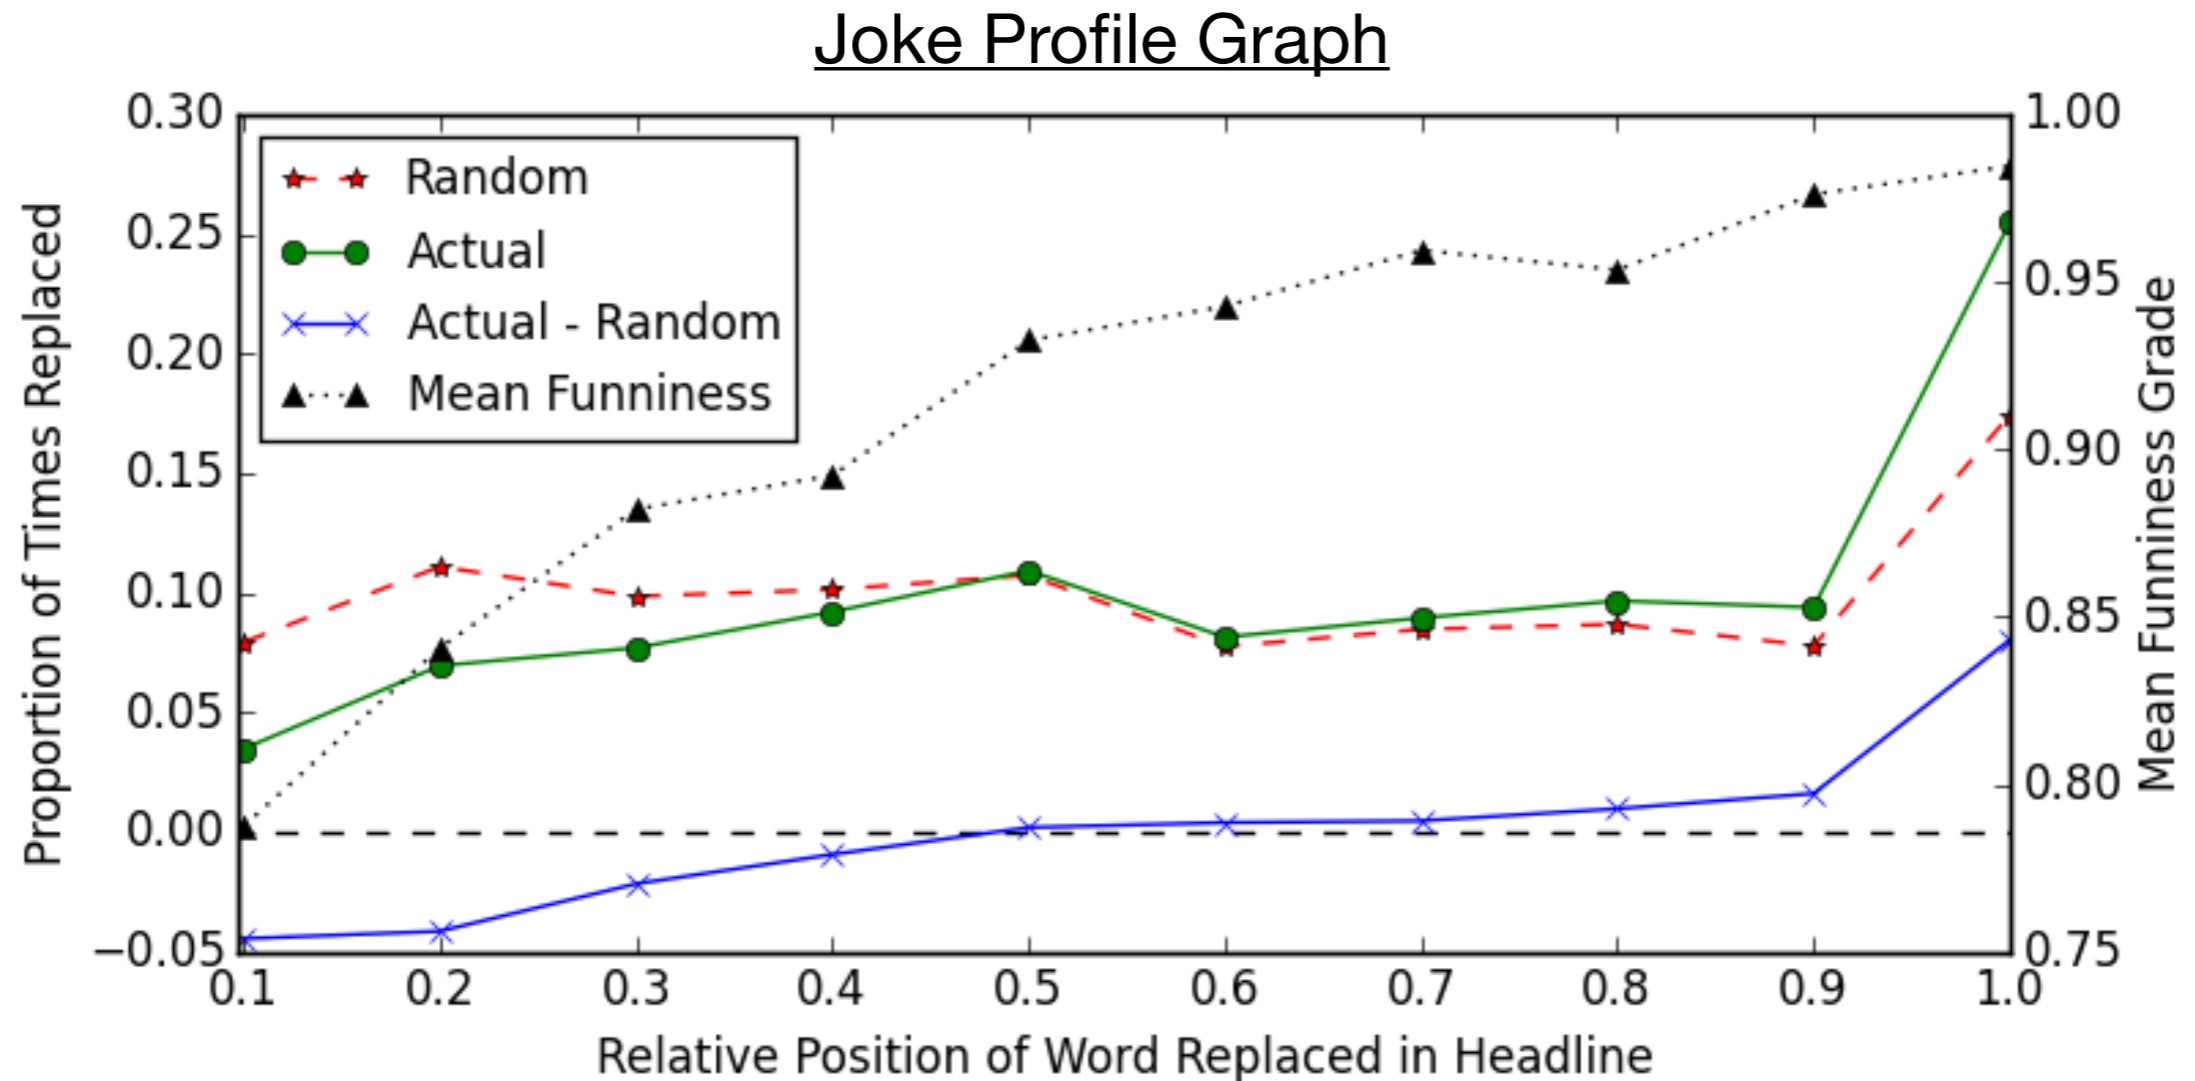 Joke Profile Graph
Proportion of Times Replaced
0.30
0.25
0.20
0.15
0.10
0.05
0.00
−0.05
Random
Actual
Actual - Random
Mean Funniness
1.00
0.95
0.90
0.85
0.80
0.75
Mean Funniness Grade
0.1 0.2 0.3 0.4 0.5 0.6 0.7 0.8 0.9 1.0
Relative Position of Word Replaced in Headline